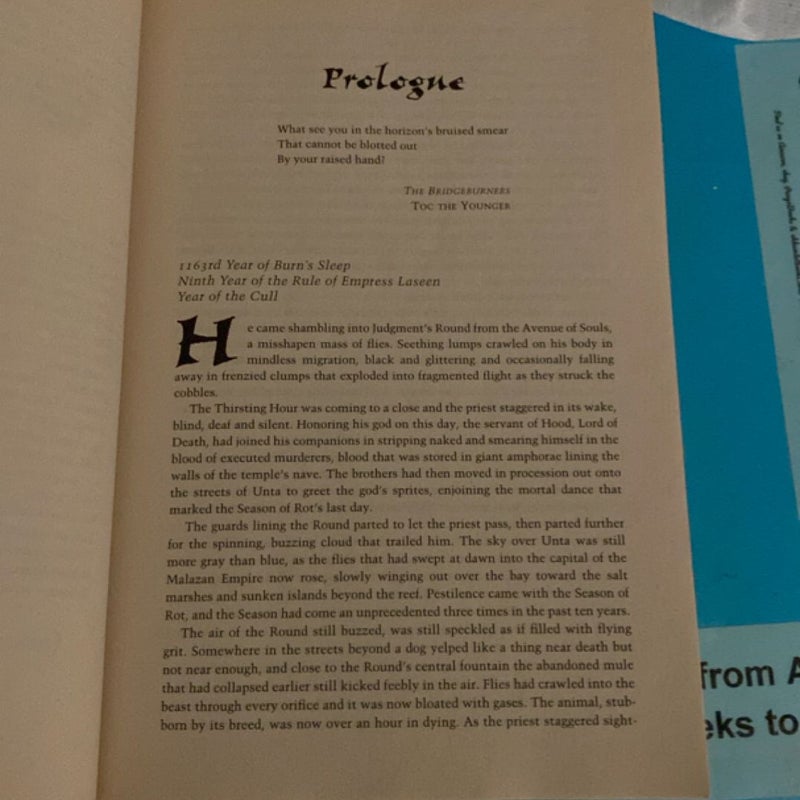 Prologue
What see you in the horizon's bruised smear
That cannot be blotted out
By your raised hand?
THE BRIDGEBURNERS
TOC THE YOUNGER
1163rd Year of Burn's Sleep
Ninth Year of the Rule of Empress Laseen
Year of the Cull
He came shambling into Judgment's Round from the Avenue of Souls,
a misshapen mass of flies. Seething lumps crawled on his body in
mindless migration, black and glittering and occasionally falling
away in frenzied clumps that exploded into fragmented flight as they struck the
cobbles.
The Thirsting Hour was coming to a close and the priest staggered in its wake,
blind, deaf and silent. Honoring his god on this day, the servant of Hood, Lord of
Death, had joined his companions in stripping naked and smearing himself in the
blood of executed murderers, blood that was stored in giant amphorae lining the
walls of the temple's nave. The brothers had then moved in procession out onto
the streets of Unta to greet the god's sprites, enjoining the mortal dance that
marked the Season of Rot's last day.
The guards lining the Round parted to let the priest pass, then parted further
for the spinning, buzzing cloud that trailed him. The sky over Unta was still
more gray than blue, as the flies that had swept at dawn into the capital of the
Malazan Empire now rose, slowly winging out over the bay toward the salt
marshes and sunken islands beyond the reef. Pestilence came with the Season of
Rot, and the Season had come an unprecedented three times in the past ten years.
The air of the Round still buzzed, was still speckled as if filled with flying
grit. Somewhere in the streets beyond a dog yelped like a thing near death but
not near enough, and close to the Round's central fountain the abandoned mule
that had collapsed earlier still kicked feebly in the air. Flies had crawled into the
beast through every orifice and it was now bloated with gases. The animal, stub-
born by its breed, was now over an hour in dying. As the priest staggered sight-
from A
eks to